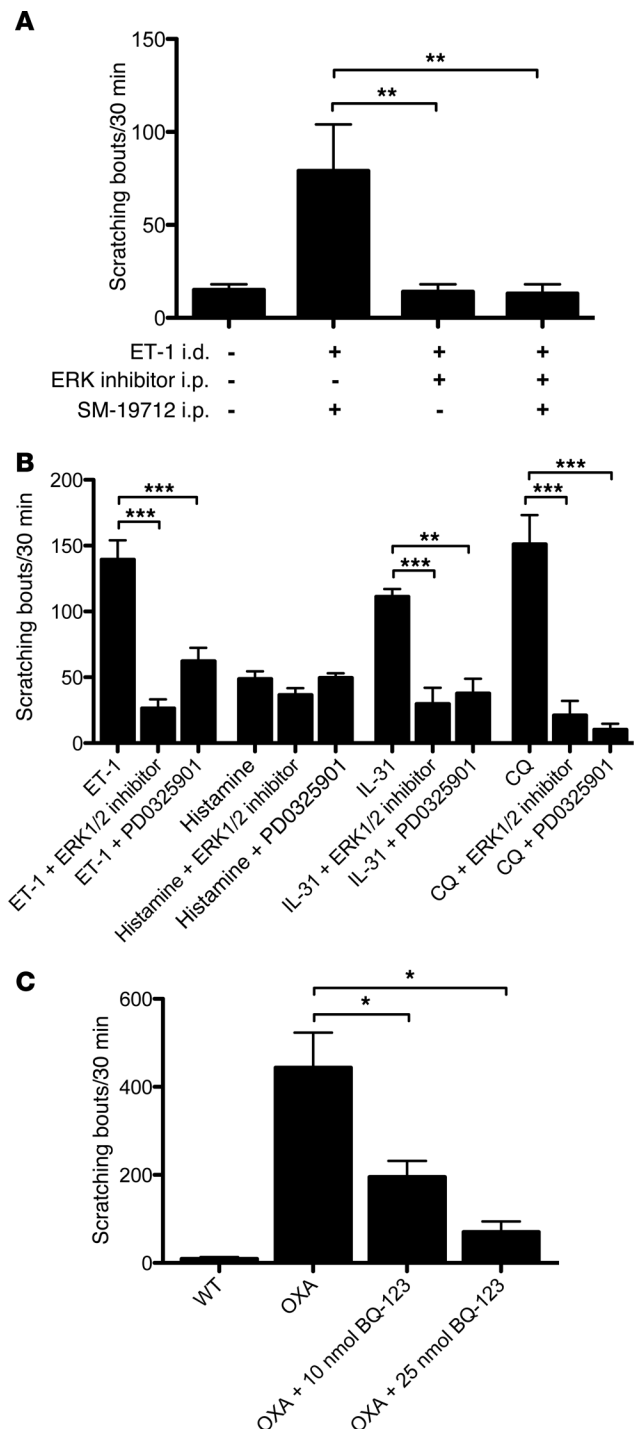 A
Scratching bouts/30 min
150
100
50
0
**
**
ET-1 i.d. - + + +
ERK inhibitor i.p. - - + +
SM-19712 i.p. - + - +
B
Scratching bouts/30 min
200
150
100
50
0
***
***
**
***
***
***
ET-1
ET-1 + ERK1/2 inhibitor
ET-1 + PD0325901
Histamine
Histamine + ERK1/2 inhibitor
Histamine + PD0325901
IL-31
IL-31 + ERK1/2 inhibitor
IL-31 + PD0325901
CQ
CQ + ERK1/2 inhibitor
CQ + PD0325901
C
Scratching bouts/30 min
600
400
200
0
*
*
WT
OXA
OXA + 10 nmol BQ-123
OXA + 25 nmol BQ-123